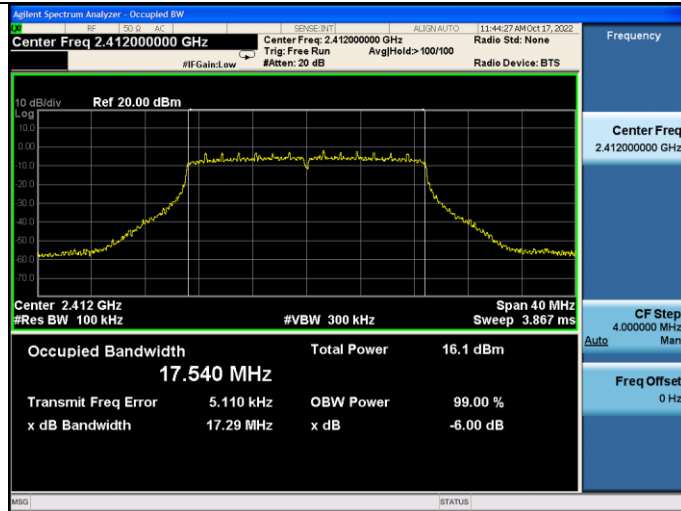 Agilent Spectrum Analyzer - Occupied BW
RF 50 Ω AC SENSE:INT ALIGN AUTO 11:44:27 AM Oct 17, 2022
Center Freq 2.412000000 GHz Center Freq: 2.412000000 GHz Radio Std: None Frequency
Trig: Free Run Avg|Hold:> 100/100
#IFGain:Low #Atten: 20 dB Radio Device: BTS
10 dB/div Ref 20.00 dBm
Log
10.0
0.00
-10.0
-20.0
-30.0
-40.0
-50.0
-60.0
-70.0
Center Freq
2.412000000 GHz
Center 2.412 GHz Span 40 MHz
#Res BW 100 kHz #VBW 300 kHz Sweep 3.867 ms
CF Step
4.000000 MHz
Auto Man
Occupied Bandwidth Total Power 16.1 dBm
17.540 MHz
Freq Offset
0 Hz
Transmit Freq Error 5.110 kHz OBW Power 99.00 %
x dB Bandwidth 17.29 MHz x dB -6.00 dB
MSG STATUS